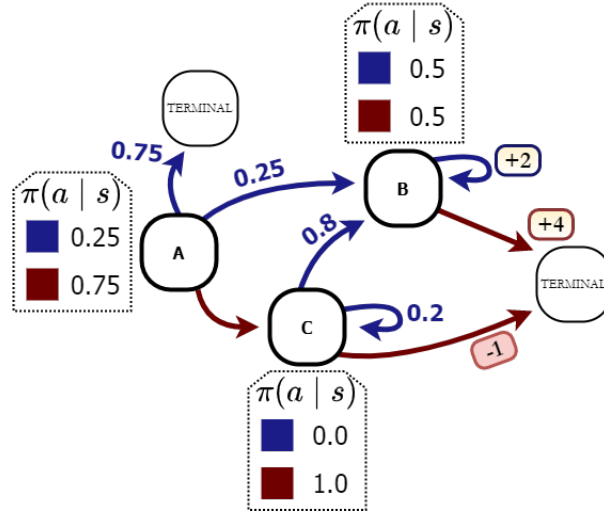 π(a | s)
0.5
0.5
TERMINAL
0.75
0.25
+2
B
π(a | s)
0.25
0.75
A
0.8
+4
TERMINAL
C
0.2
-1
π(a | s)
0.0
1.0